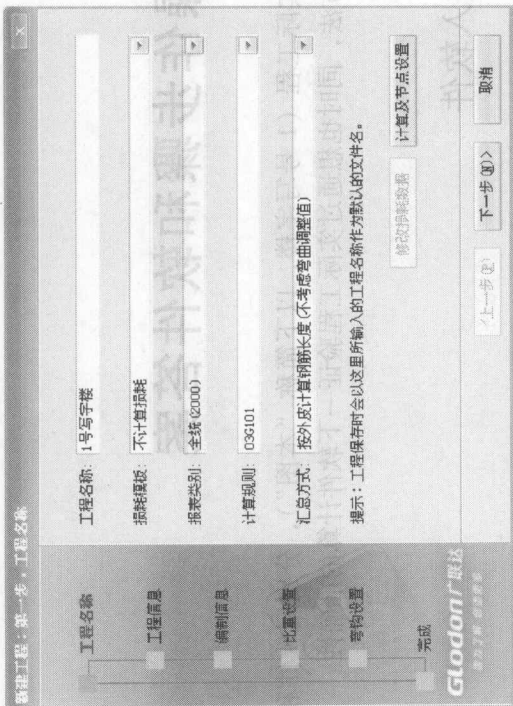 新建工程：第一步，工程名称
工程名称
工程信息
编制信息
比重设置
弯钩设置
完成
Glodon广联达
工程名称: 1号写字楼
损耗模板: 不计算损耗
报表类别: 全统(2000)
计算规则: 03G101
汇总方式: 按外皮计算钢筋长度(不考虑弯曲调整值)
提示：工程保存时会以这里所输入的工程名称作为默认的文件名。
修改损耗数据
计算及节点设置
<上一步(P)
下一步(N)>
取消